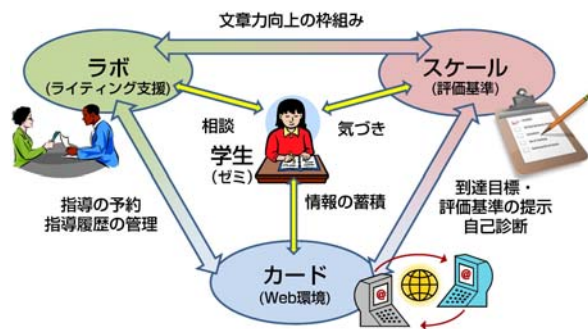 文章力向上の枠組み
ラボ
(ライティング支援)
スケール
(評価基準)
相談
気づき
学生
(ゼミ)
指導の予約
指導履歴の管理
情報の蓄積
到達目標・
評価基準の提示
自己診断
カード
(Web環境)
@
@